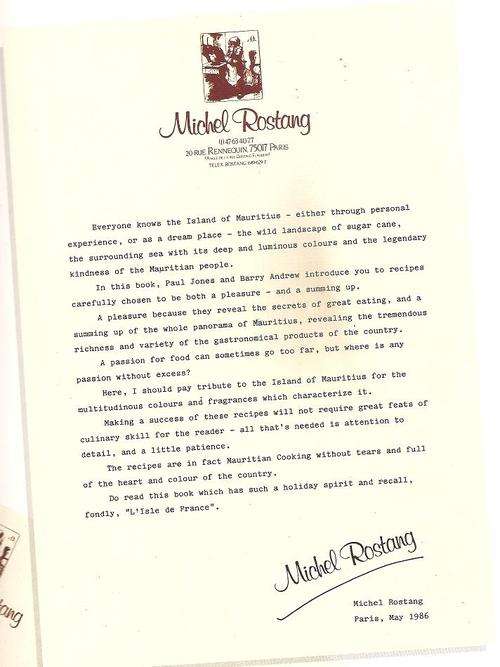 Michel Rostang
(1) 47 63 40 77
20 RUE RENNEQUIN, 75017 PARIS
Everyone knows the Island of Mauritius - either through personal
experience, or as a dream place - the wild landscape of sugar cane,
the surrounding sea with its deep and luminous colours and the legendary
kindness of the Mauritian people.
In this book, Paul Jones and Barry Andrew introduce you to recipes
carefully chosen to be both a pleasure - and a summing up.
A pleasure because they reveal the secrets of great eating, and a
summing up of the whole panorama of Mauritius, revealing the tremendous
richness and variety of the gastronomical products of the country.
A passion for food can sometimes go too far, but where is any
passion without excess?
Here, I should pay tribute to the Island of Mauritius for the
multitudinous colours and fragrances which characterize it.
Making a success of these recipes will not require great feats of
culinary skill for the reader - all that's needed is attention to
detail, and a little patience.
The recipes are in fact Mauritian Cooking without tears and full
of the heart and colour of the country.
Do read this book which has such a holiday spirit and recall,
fondly, "L'isle de France".
Michel Rostang
Michel Rostang
Paris, May 1986
tang